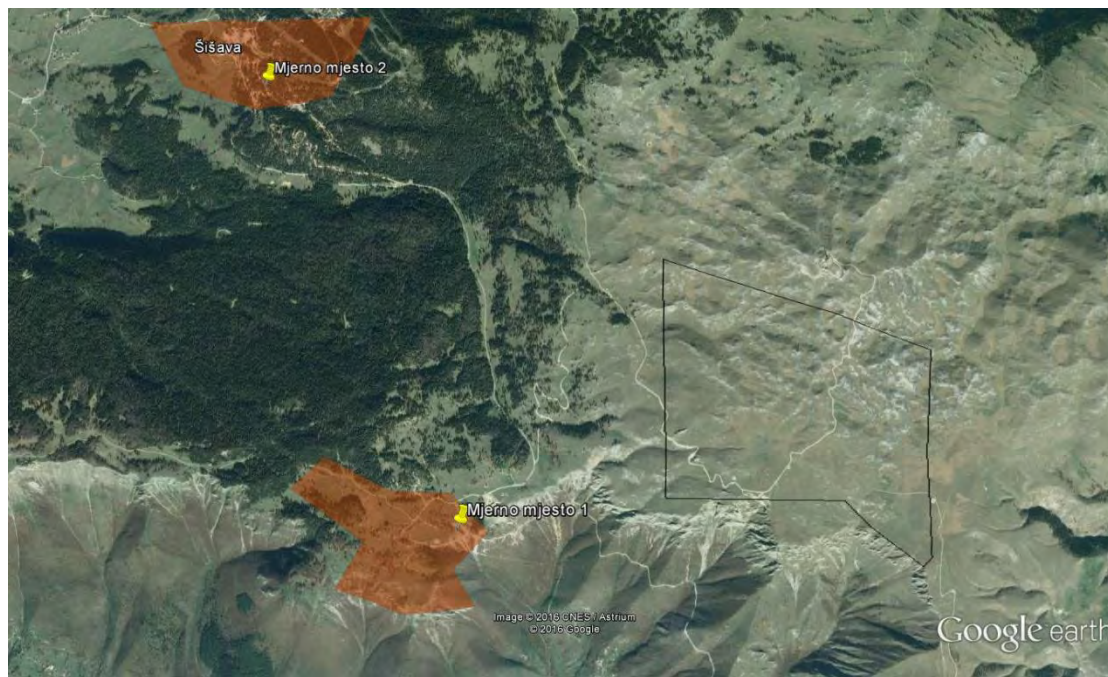 Šišava
Mjerno mjesto 2
Mjerno mjesto 1
Image © 2016 CNES / Astrium
© 2016 Google
Google earth